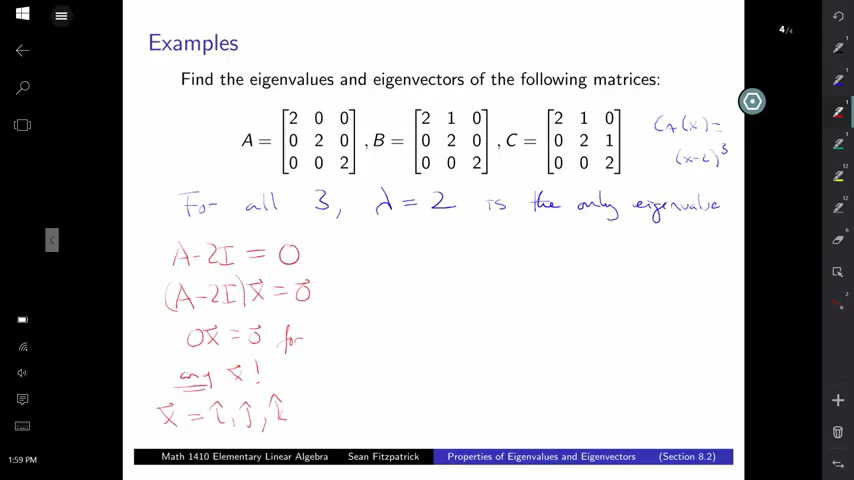 4/4
Examples
Find the eigenvalues and eigenvectors of the following matrices:
A = [2 0 0; 0 2 0; 0 0 2], B = [2 1 0; 0 2 0; 0 0 2], C = [2 1 0; 0 2 1; 0 0 2]
C_A(x) =
(x-2)^3
For all 3, λ = 2 is the only eigenvalue
A-2I = 0
(A-2I)x⃗ = 0⃗
0x⃗ = 0⃗ for
any x⃗ !
x⃗ = î, ĵ, k̂
1:59 PM
Math 1410 Elementary Linear Algebra Sean Fitzpatrick Properties of Eigenvalues and Eigenvectors (Section 8.2)